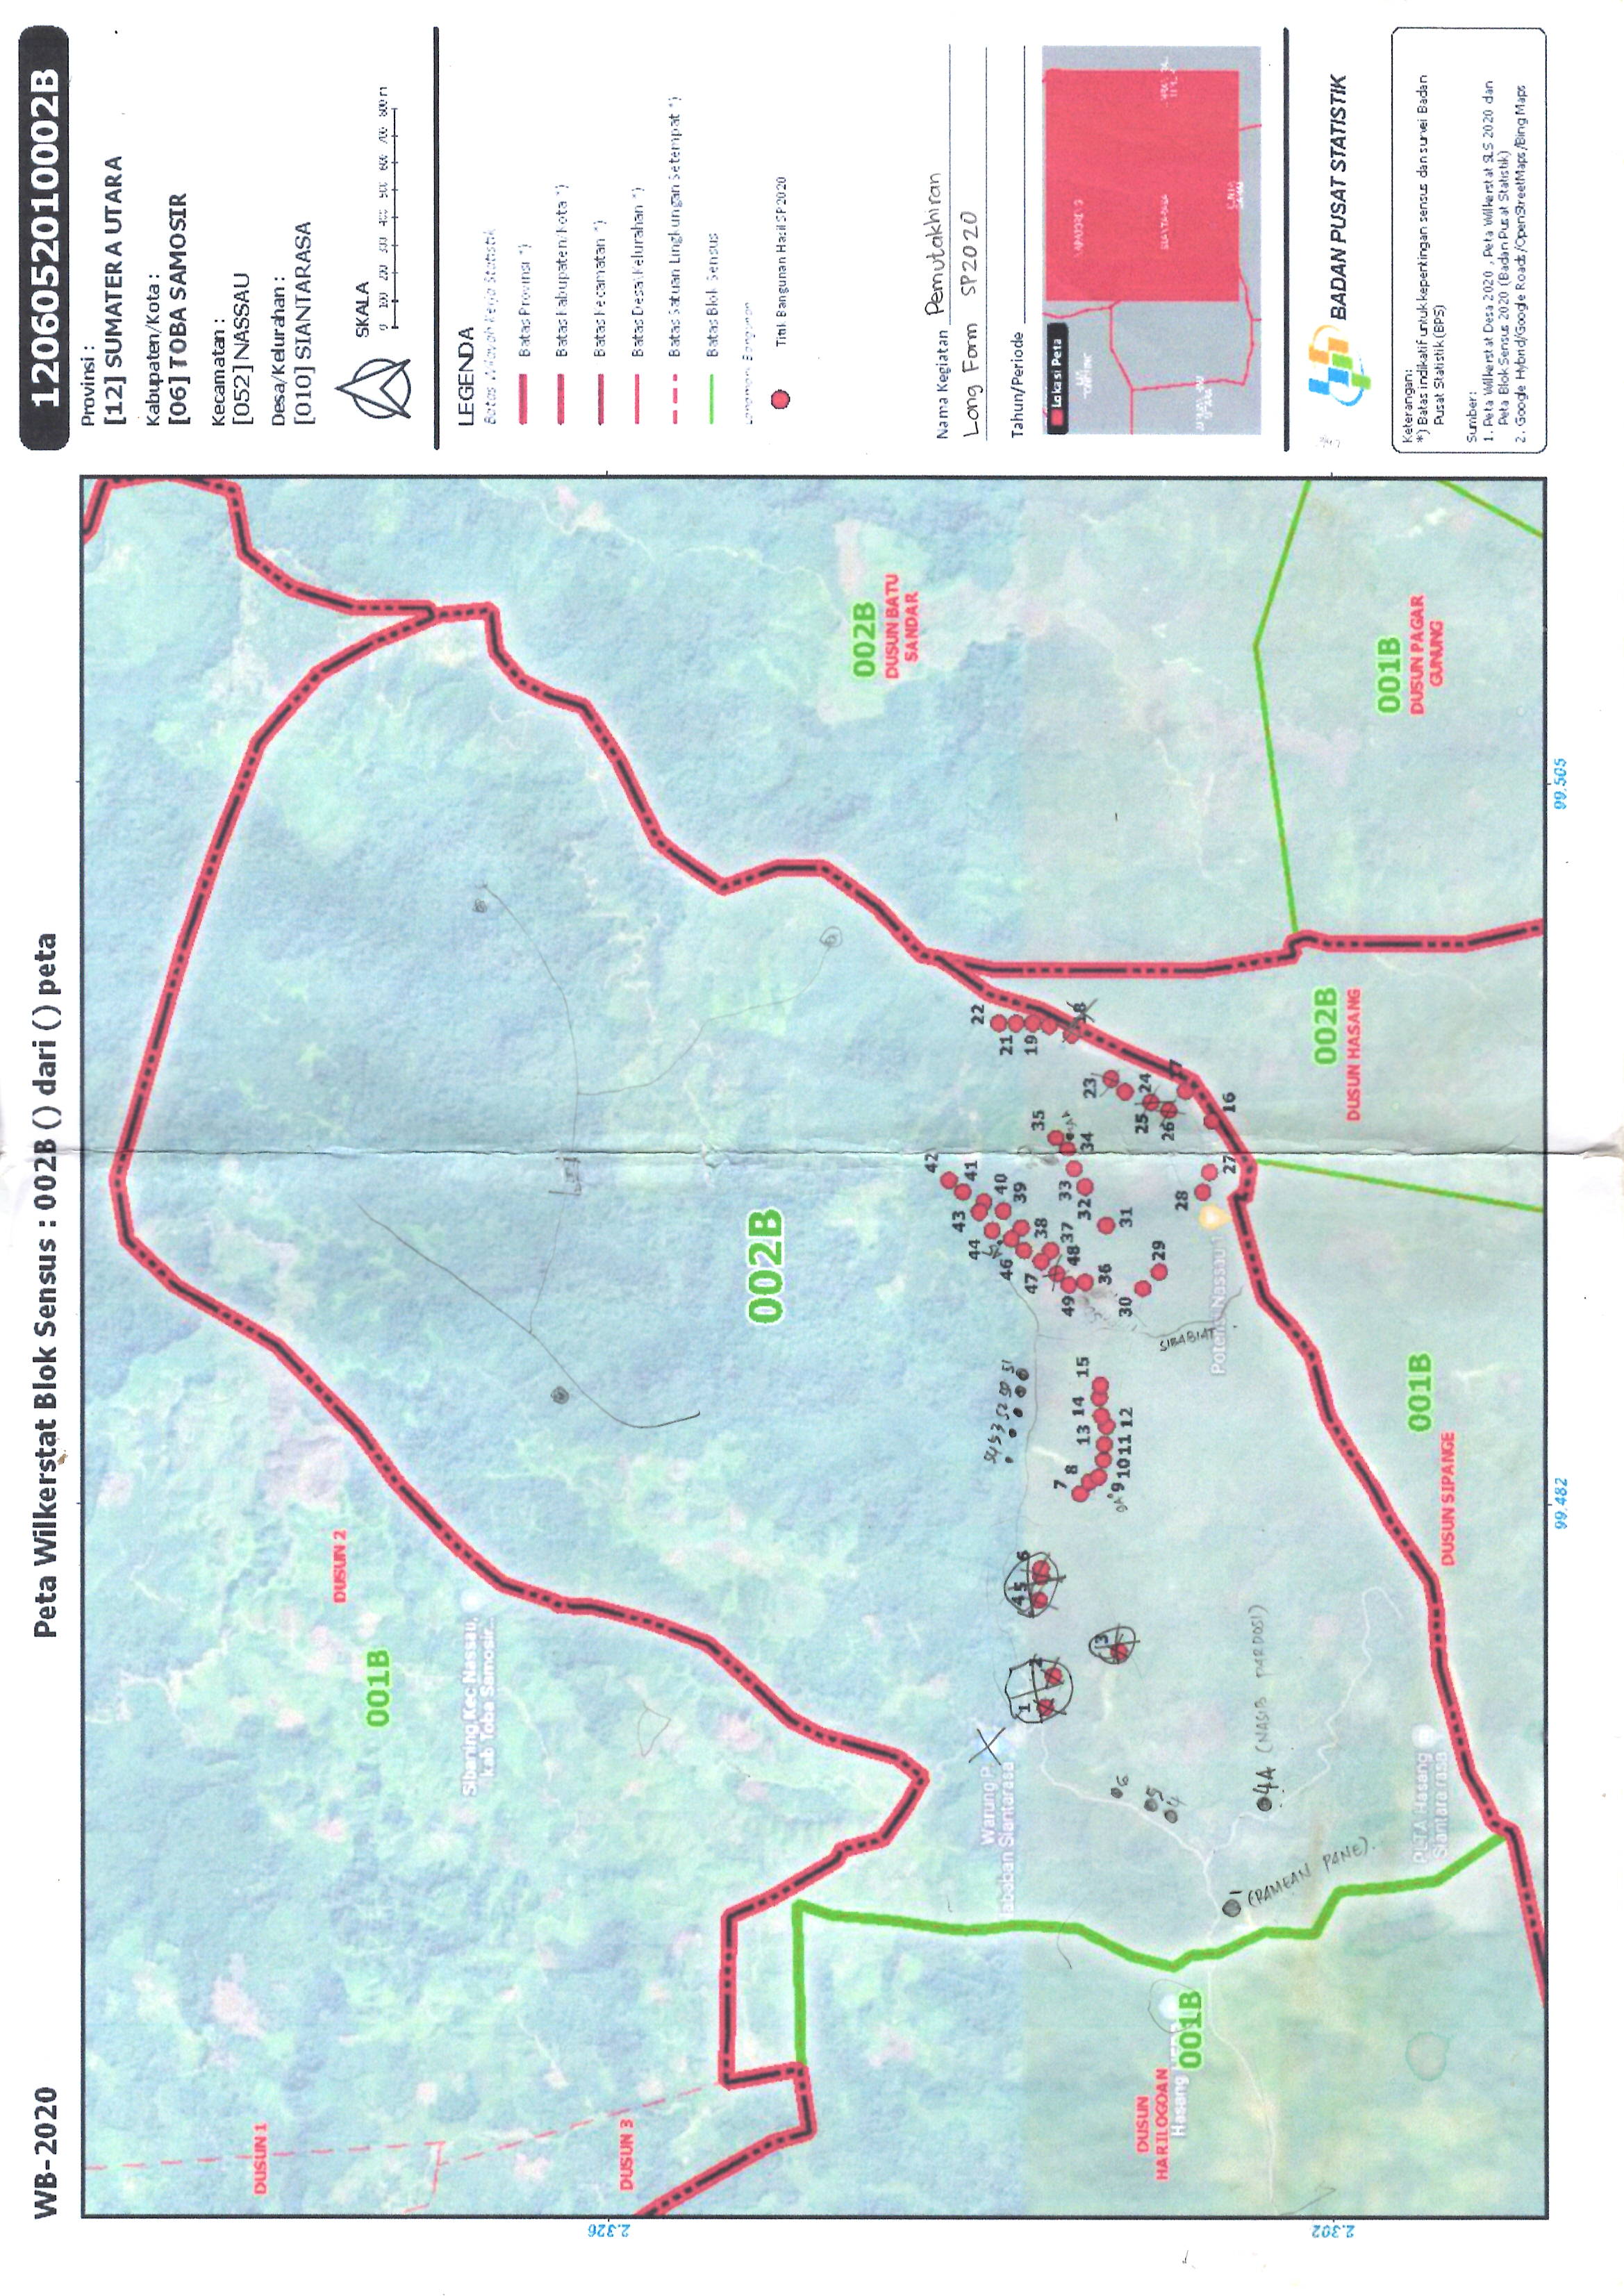 WB-2020
Peta Wilkerstat Blok Sensus : 002B () dari () peta
1206052010002B
Provinsi :
[12] SUMATERA UTARA
Kabupaten/Kota :
[06] TOBA SAMOSIR
Kecamatan :
[052] NASSAU
Desa/Kelurahan :
[010] SIANTARASA
SKALA
0 100 200 300 400 500 600 700 800 m
LEGENDA
Batas Wilayah Kerja Statistik
Batas Provinsi *)
Batas Kabupaten/Kota *)
Batas Kecamatan *)
Batas Desa\Kelurahan *)
Batas Satuan Lingkungan Setempat *)
Batas Blok Sensus
Landmark Bangunan
Titik Bangunan Hasil SP2020
Nama Kegiatan Pemutakhiran
Long Form SP2020
Tahun/Periode
Lokasi Peta
SIANTARASA
BADAN PUSAT STATISTIK
Keterangan:
*) Batas indikatif untuk kepentingan sensus dan survei Badan
Pusat Statistik (BPS)
Sumber:
1. Peta Wilkerstat Desa 2020 , Peta Wilkerstat SLS 2020 dan
Peta Blok Sensus 2020 (Badan Pusat Statistik)
2. Google Hybrid/Google Roads/OpenStreetMaps/Bing Maps
DUSUN 1
DUSUN 2
001B
Sibaning Kec Nassau,
kab Toba Samosir...
2.326
DUSUN 3
002B
002B
DUSUN BATU
SANDAR
42
43
41
44
40
46
39
47
38
37
48
49
36
35
33
34
32
31
30
29
28
27
22
21
19
18
23
24
25
26
17
16
Warung P.
Jababan Siantarasa
1
2
3
4
5
6
54
53
52
50
51
7
8
9A
9
10
11
12
13
14
15
6
5
4
DUSUN
HARILOGOAN
Hasang
001B
SIBABIAT
Potensi Nassau 1
(RAMEAN PANE).
4A (NASIB PARDOSI)
2.302
PLTA Hasang
Siantara rasa
001B
DUSUN SIPANGE
002B
DUSUN HASANG
001B
DUSUN PAGAR
GUNUNG
99.482
99.505